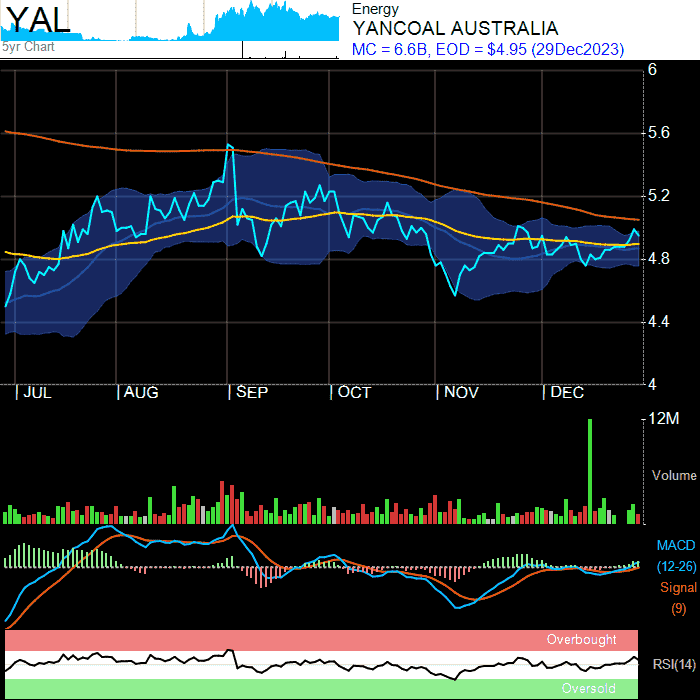 YAL
5yr Chart
Energy
YANCOAL AUSTRALIA
MC = 6.6B, EOD = $4.95 (29Dec2023)
6
5.6
5.2
4.8
4.4
4
JUL AUG SEP OCT NOV DEC
12M
Volume
MACD
(12-26)
Signal
(9)
Overbought
RSI(14)
Oversold